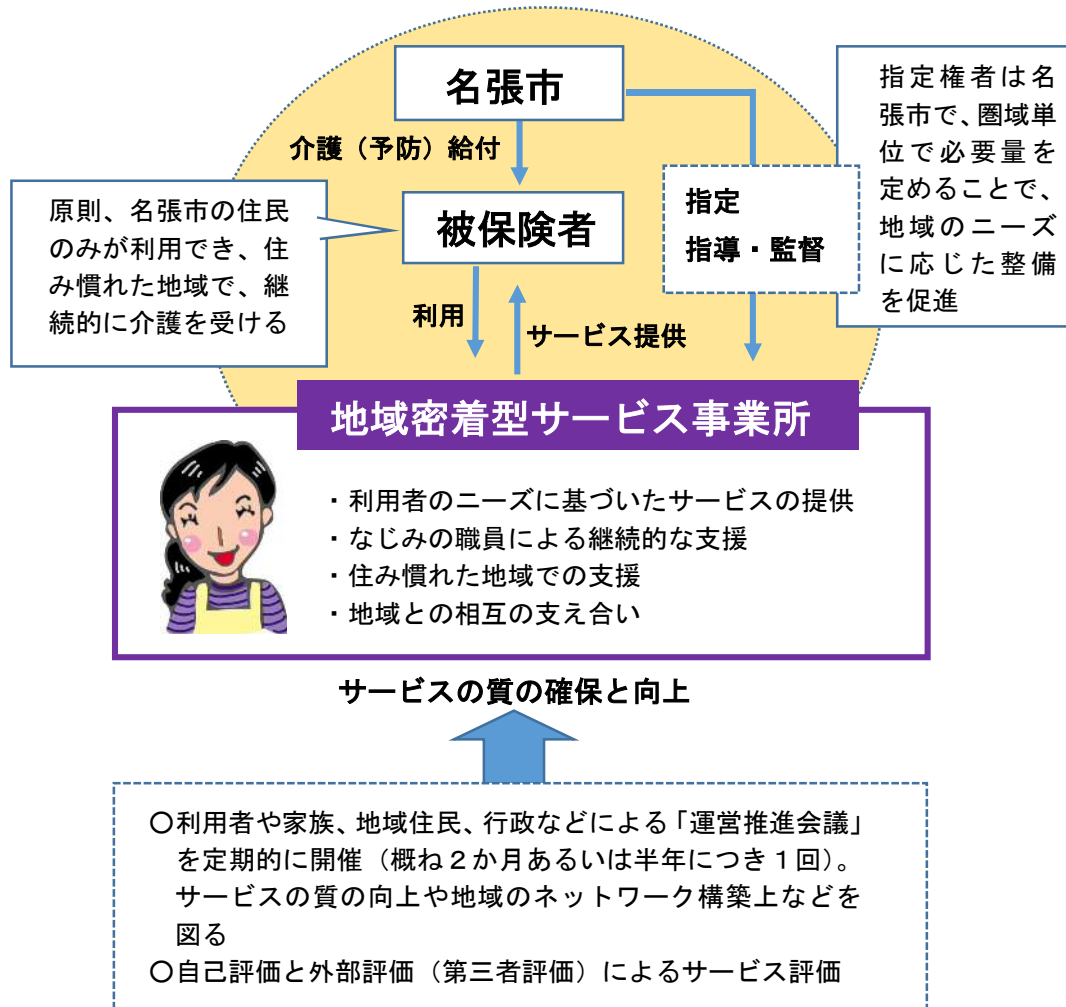 名張市
介護（予防）給付
指定権者は名
張市で、圏域単
位で必要量を
定めることで、
地域のニーズ
に応じた整備
を促進
原則、名張市の住民
のみが利用でき、住
み慣れた地域で、継
続的に介護を受ける
被保険者
指定
指導・監督
利用
サービス提供
地域密着型サービス事業所
・利用者のニーズに基づいたサービスの提供
・なじみの職員による継続的な支援
・住み慣れた地域での支援
・地域との相互の支え合い
サービスの質の確保と向上
〇利用者や家族、地域住民、行政などによる「運営推進会議」
を定期的に開催（概ね２か月あるいは半年につき１回）。
サービスの質の向上や地域のネットワーク構築上などを
図る
〇自己評価と外部評価（第三者評価）によるサービス評価